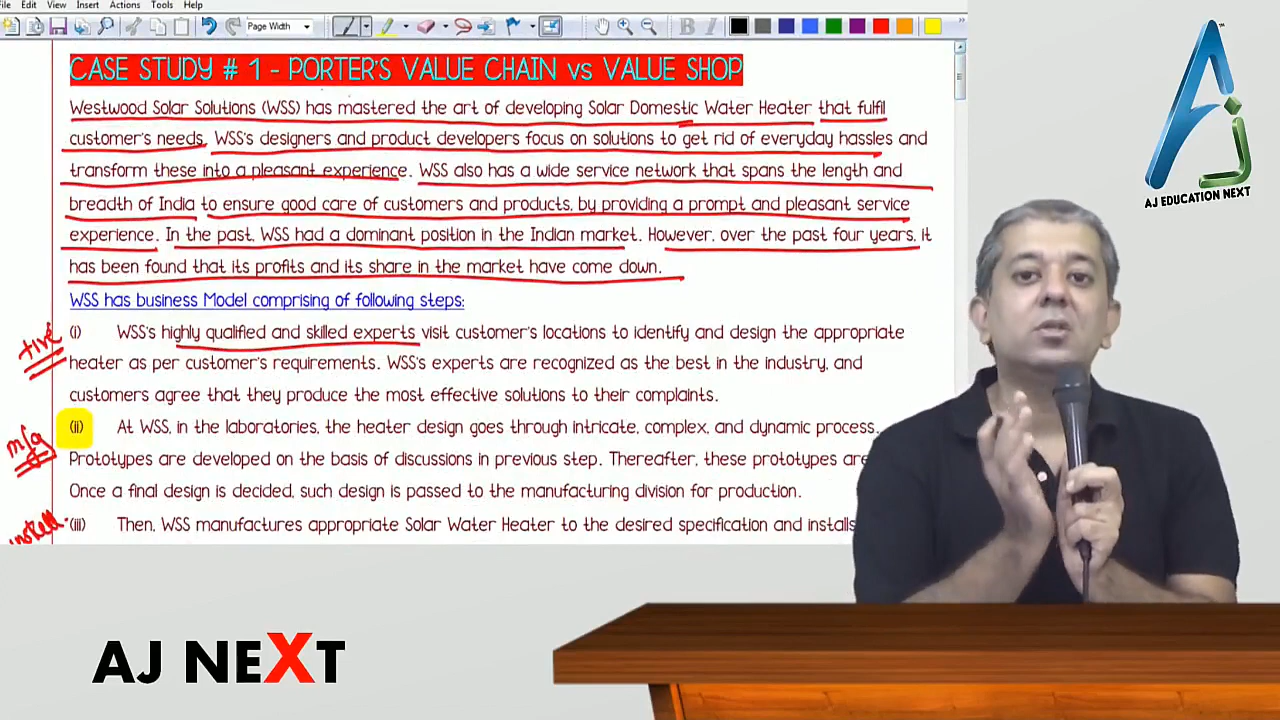 File Edit View Insert Actions Tools Help
Page Width
B U
CASE STUDY # 1 - PORTER'S VALUE CHAIN vs VALUE SHOP
Westwood Solar Solutions (WSS) has mastered the art of developing Solar Domestic Water Heater that fulfil
customer's needs. WSS's designers and product developers focus on solutions to get rid of everyday hassles and
transform these into a pleasant experience. WSS also has a wide service network that spans the length and
breadth of India to ensure good care of customers and products, by providing a prompt and pleasant service
experience. In the past, WSS had a dominant position in the Indian market. However, over the past four years, it
has been found that its profits and its share in the market have come down.
WSS has business Model comprising of following steps:
(i) WSS's highly qualified and skilled experts visit customer's locations to identify and design the appropriate
heater as per customer's requirements. WSS's experts are recognized as the best in the industry, and
customers agree that they produce the most effective solutions to their complaints.
(ii) At WSS, in the laboratories, the heater design goes through intricate, complex, and dynamic process.
m/g
Prototypes are developed on the basis of discussions in previous step. Thereafter, these prototypes are
Once a final design is decided, such design is passed to the manufacturing division for production.
(iii) Then, WSS manufactures appropriate Solar Water Heater to the desired specification and installs
AJ EDUCATION NEXT
AJ NEXT